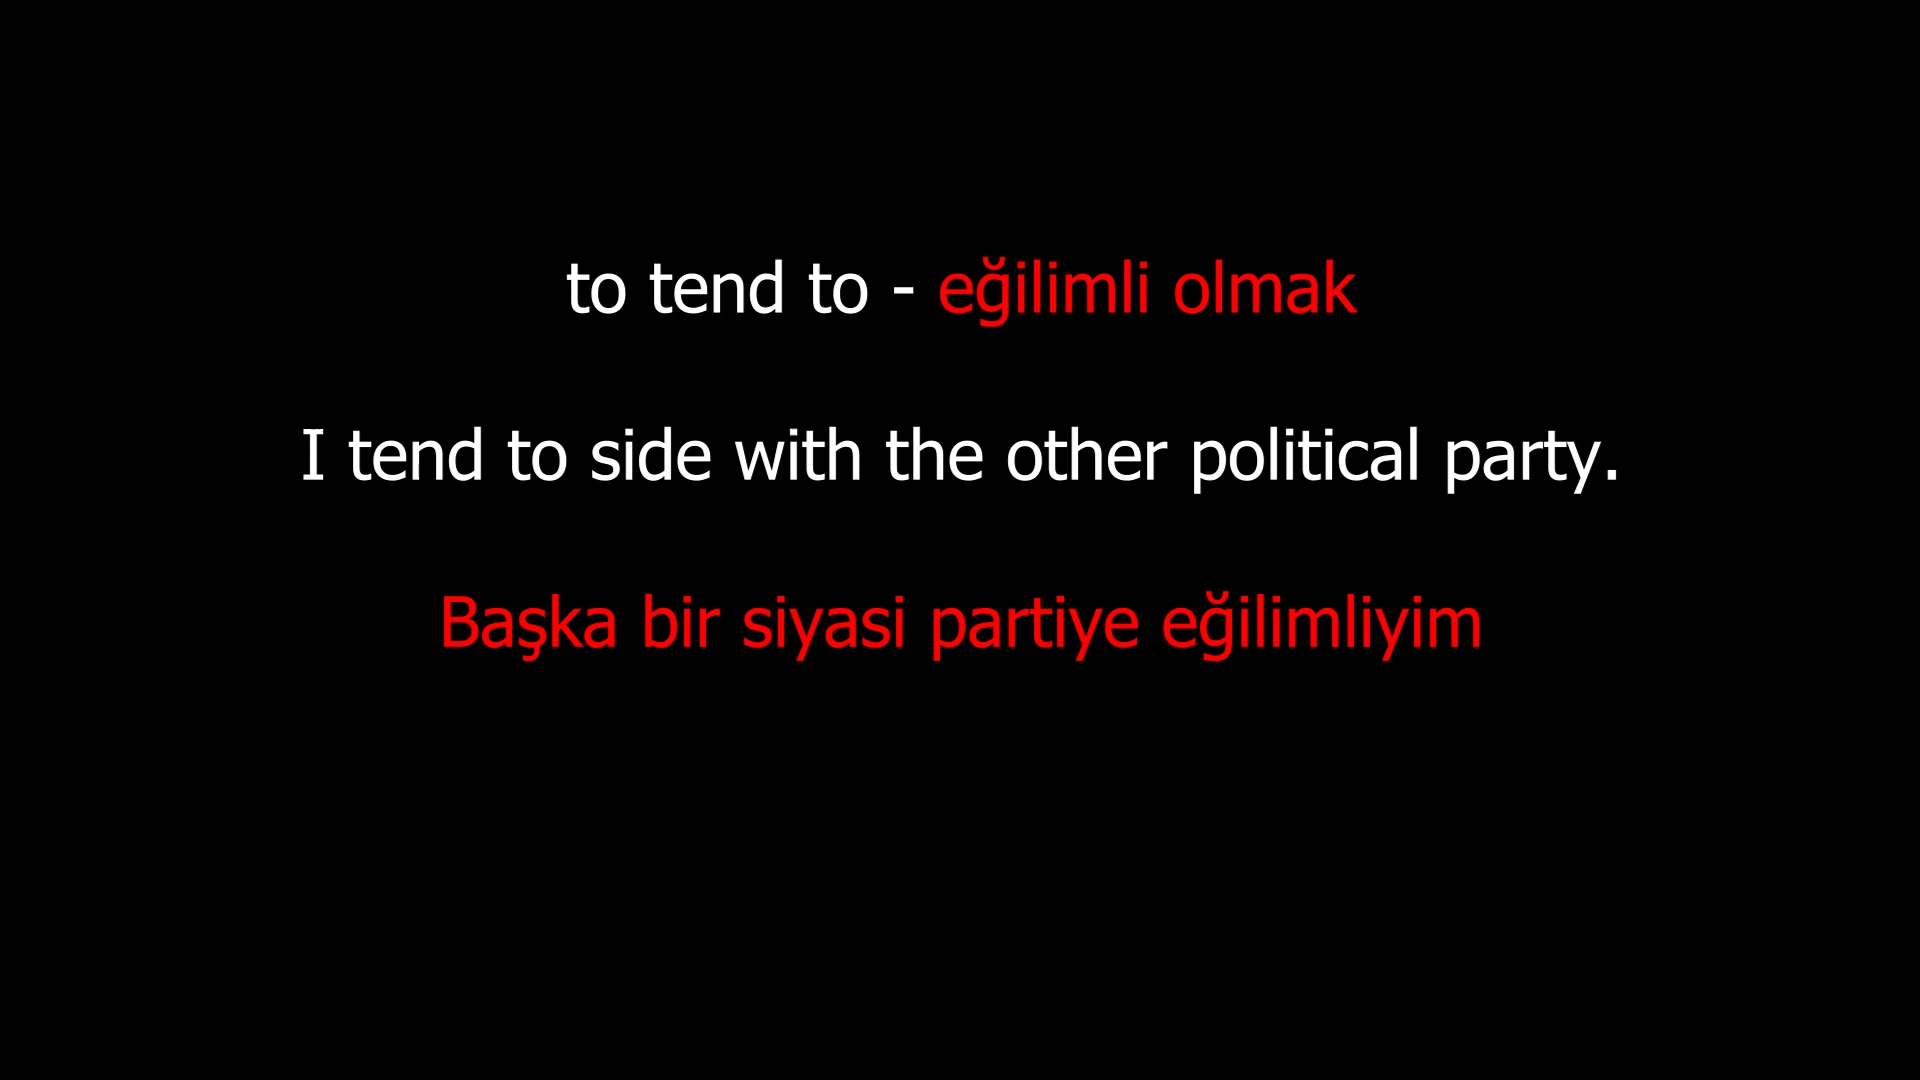 to tend to - eğilimli olmak
I tend to side with the other political party.
Başka bir siyasi partiye eğilimliyim